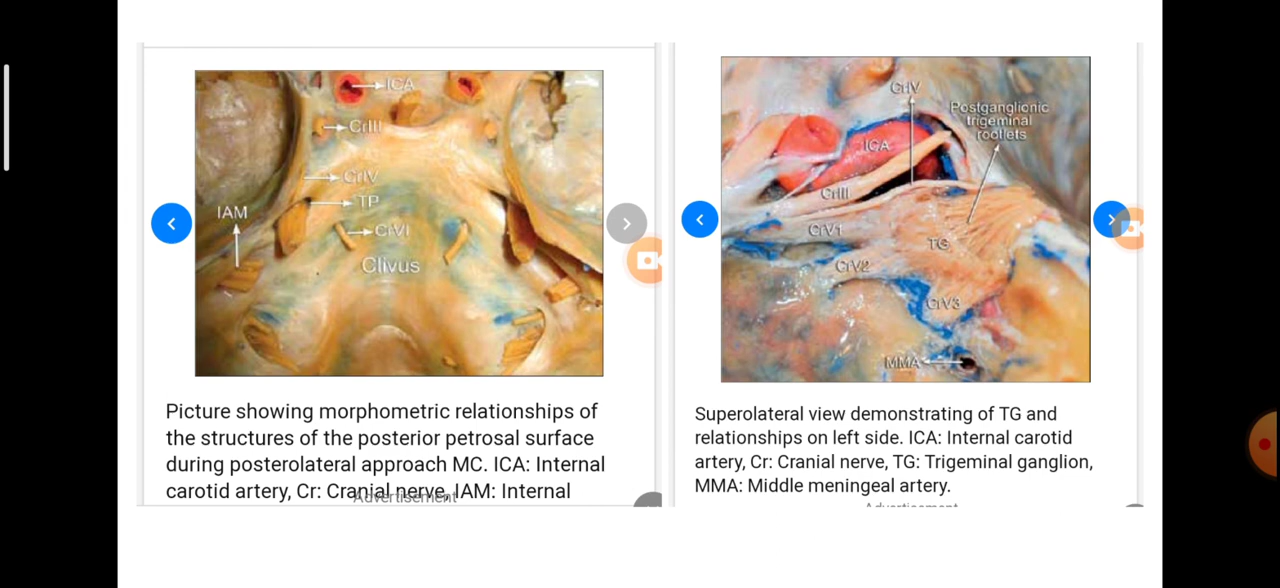 ICA
CrIII
CrIV
TP
IAM
CrVI
Clivus
Picture showing morphometric relationships of
the structures of the posterior petrosal surface
during posterolateral approach MC. ICA: Internal
carotid artery, Cr: Cranial nerve, IAM: Internal
Advertisement
CrIV
Postganglionic
trigeminal
rootlets
ICA
CrIII
CrV1
TG
CrV2
CrV3
MMA
Superolateral view demonstrating of TG and
relationships on left side. ICA: Internal carotid
artery, Cr: Cranial nerve, TG: Trigeminal ganglion,
MMA: Middle meningeal artery.
Advertisement